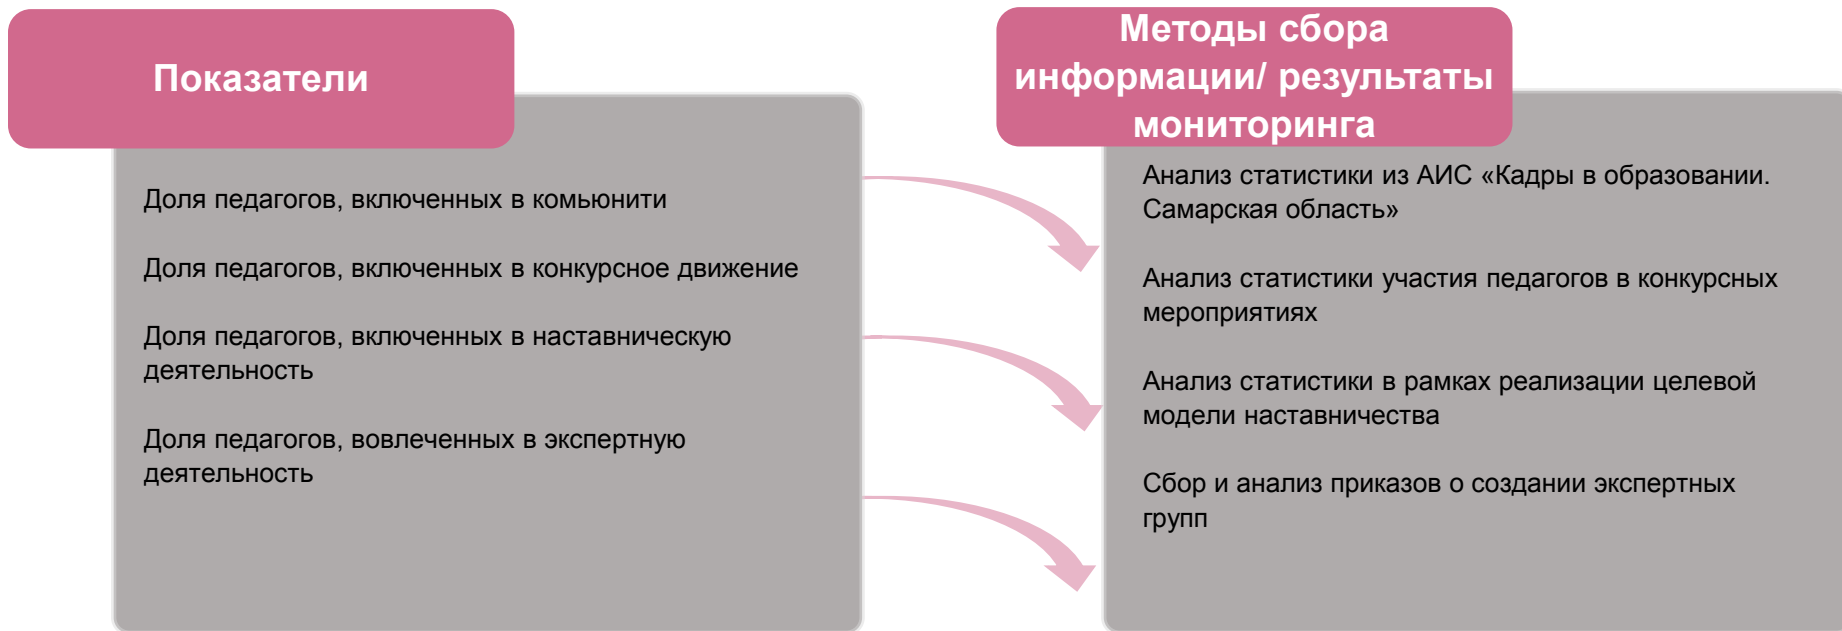 Показатели
Доля педагогов, включенных в комьюнити
Доля педагогов, включенных в конкурсное движение
Доля педагогов, включенных в наставническую
деятельность
Доля педагогов, вовлеченных в экспертную
деятельность
Методы сбора
информации/ результаты
мониторинга
Анализ статистики из АИС «Кадры в образовании.
Самарская область»
Анализ статистики участия педагогов в конкурсных
мероприятиях
Анализ статистики в рамках реализации целевой
модели наставничества
Сбор и анализ приказов о создании экспертных
групп